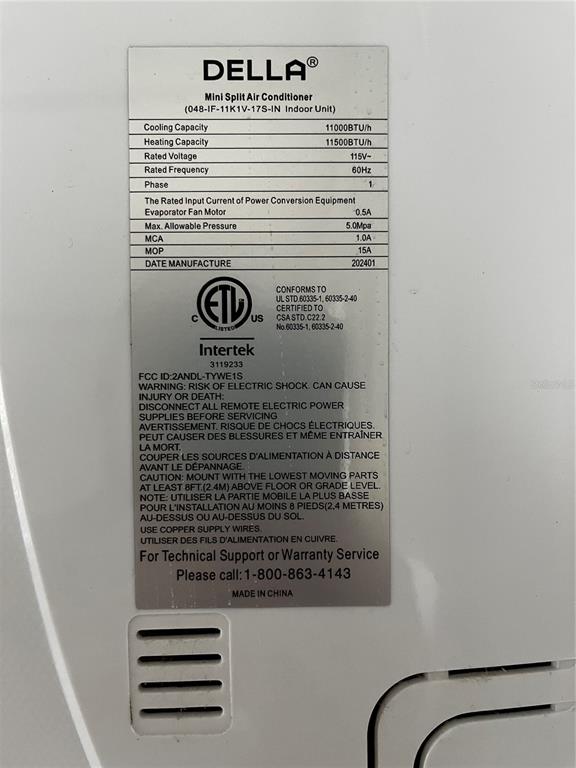 DELLA®
Mini Split Air Conditioner
(048-IF-11K1V-17S-IN Indoor Unit)
Cooling Capacity 11000BTU/h
Heating Capacity 11500BTU/h
Rated Voltage 115V~
Rated Frequency 60Hz
Phase 1
The Rated Input Current of Power Conversion Equipment
Evaporator Fan Motor 0.5A
Max. Allowable Pressure 5.0Mpa
MCA 1.0A
MOP 15A
DATE MANUFACTURE 202401
ETL
LISTED
C US
CONFORMS TO
UL STD.60335-1, 60335-2-40
CERTIFIED TO
CSA STD. C22.2
No.60335-1, 60335-2-40
Intertek
3119233
FCC ID:2ANDL-TYWE1S
WARNING: RISK OF ELECTRIC SHOCK. CAN CAUSE
INJURY OR DEATH:
DISCONNECT ALL REMOTE ELECTRIC POWER
SUPPLIES BEFORE SERVICING
AVERTISSEMENT. RISQUE DE CHOCS ÉLECTRIQUES.
PEUT CAUSER DES BLESSURES ET MÊME ENTRAÎNER
LA MORT.
COUPER LES SOURCES D'ALIMENTATION À DISTANCE
AVANT LE DÉPANNAGE.
CAUTION: MOUNT WITH THE LOWEST MOVING PARTS
AT LEAST 8FT.(2.4M) ABOVE FLOOR OR GRADE LEVEL.
NOTE: UTILISER LA PARTIE MOBILE LA PLUS BASSE
POUR L'INSTALLATION AU MOINS 8 PIEDS(2,4 METRES)
AU-DESSUS OU AU-DESSUS DU SOL.
USE COPPER SUPPLY WIRES.
UTILISER DES FILS D'ALIMENTATION EN CUIVRE.
For Technical Support or Warranty Service
Please call:1-800-863-4143
MADE IN CHINA